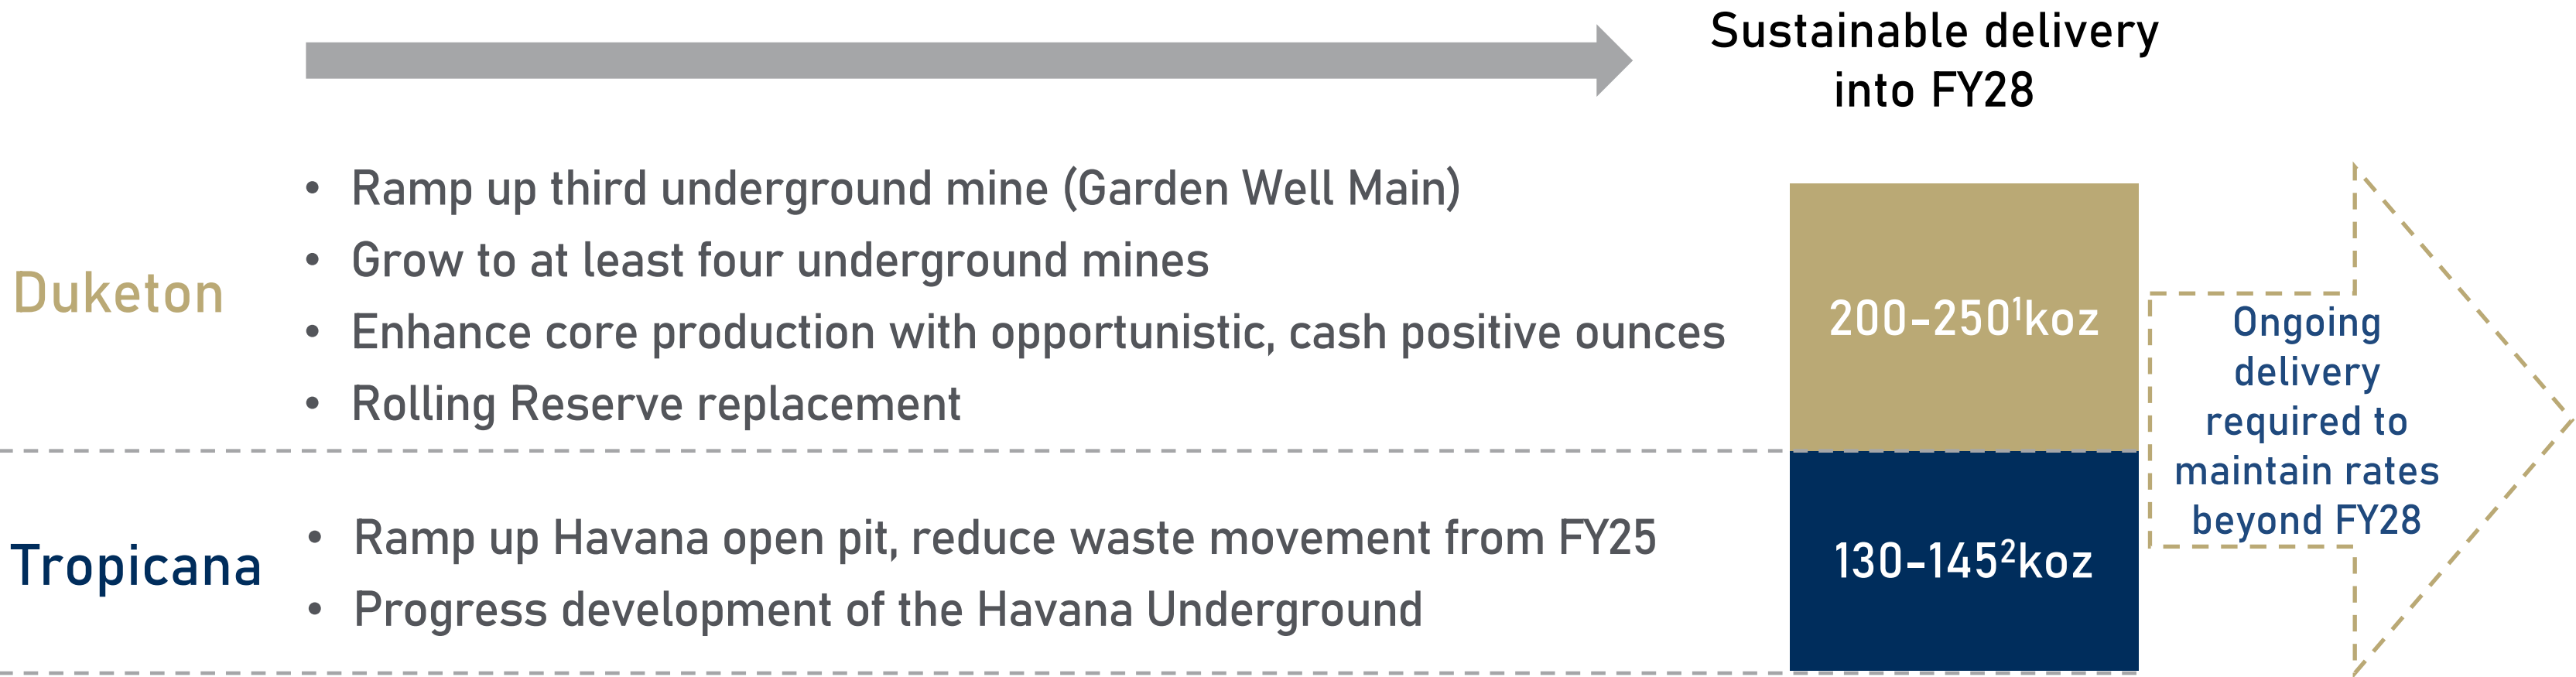 Sustainable delivery
into FY28
Duketon
• Ramp up third underground mine (Garden Well Main)
• Grow to at least four underground mines
• Enhance core production with opportunistic, cash positive ounces
• Rolling Reserve replacement
200-250¹koz
Tropicana
• Ramp up Havana open pit, reduce waste movement from FY25
• Progress development of the Havana Underground
130-145²koz
Ongoing
delivery
required to
maintain rates
beyond FY28